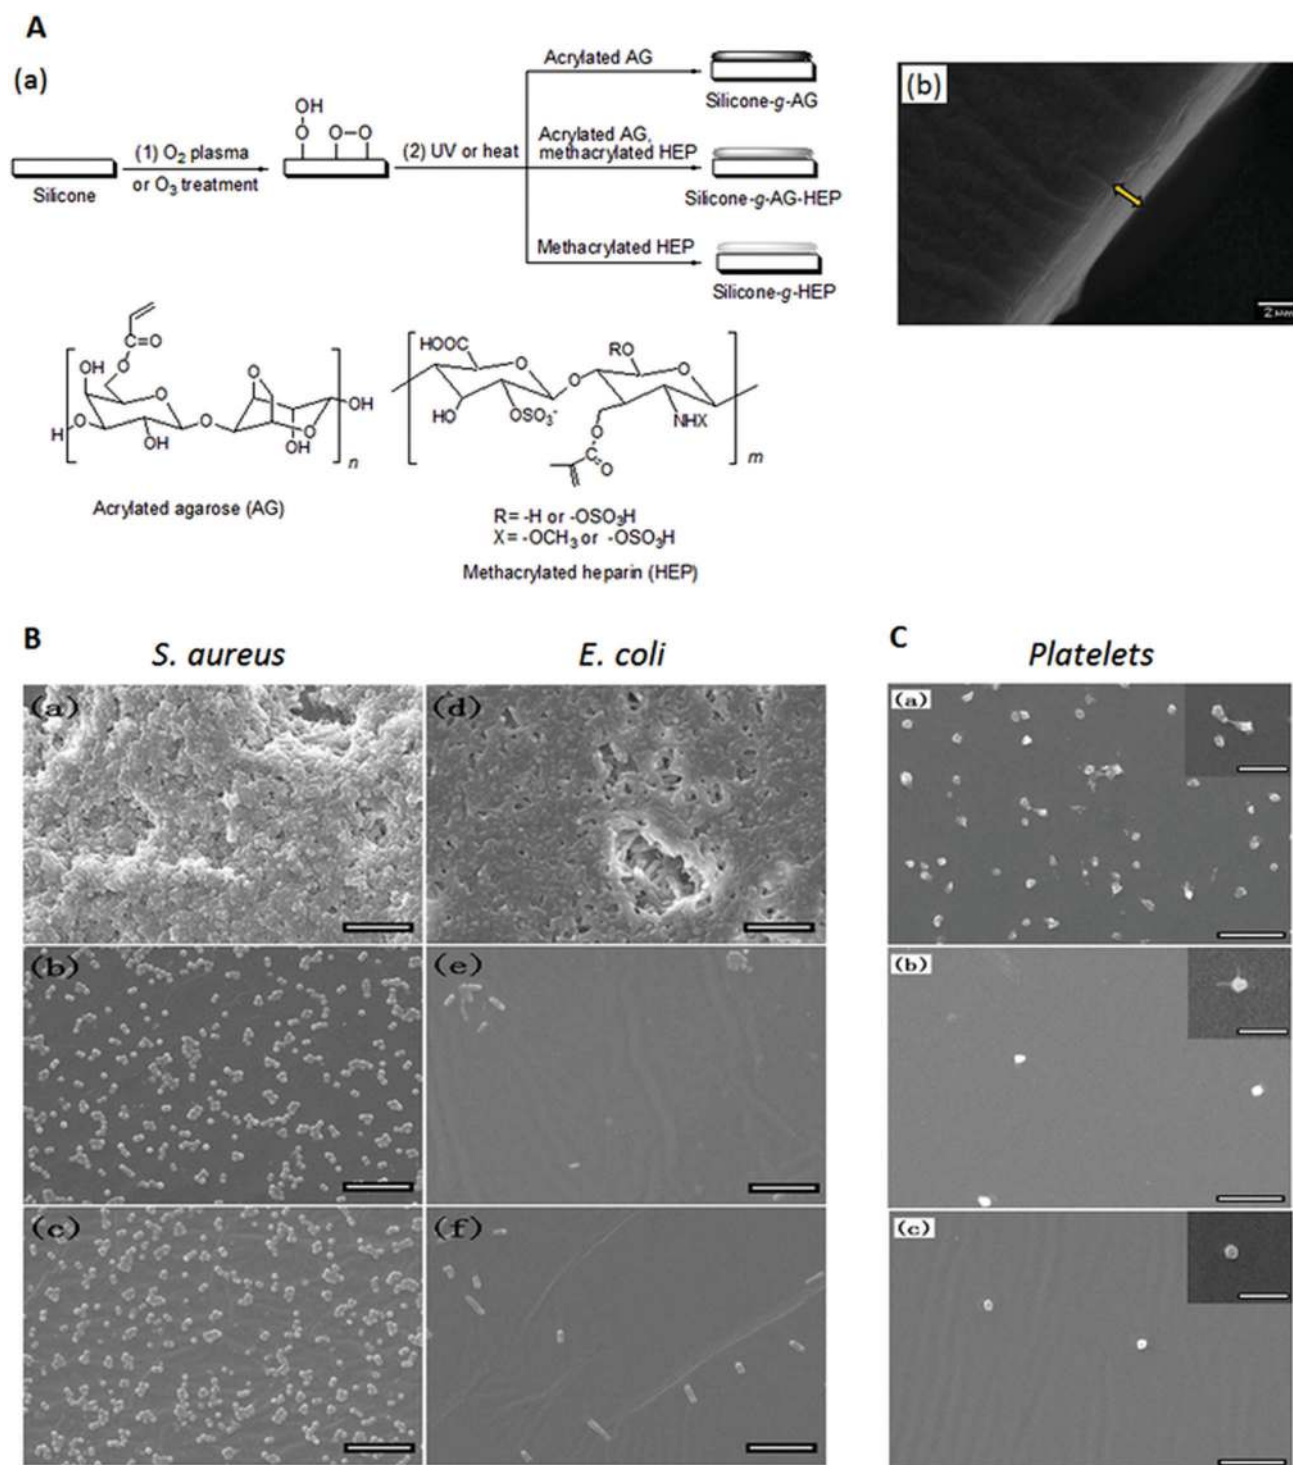 A
(a)
(b)
Acrylated AG
Silicone-g-AG
OH
O
O-O
(1) O2 plasma
or O3 treatment
Silicone
(2) UV or heat
Acrylated AG,
methacrylated HEP
Silicone-g-AG-HEP
Methacrylated HEP
Silicone-g-HEP
2 µm
C=O
O
OH
O
O
O
H
O
OH
O
OH
O
OH
n
Acrylated agarose (AG)
HOOC
O
HO
OSO3-
O
RO
O
NHX
O
C
O
m
R= -H or -OSO3H
X= -OCH3 or -OSO3H
Methacrylated heparin (HEP)
B
S. aureus
E. coli
C
Platelets
(a)
(d)
(a)
(b)
(e)
(b)
(c)
(f)
(c)